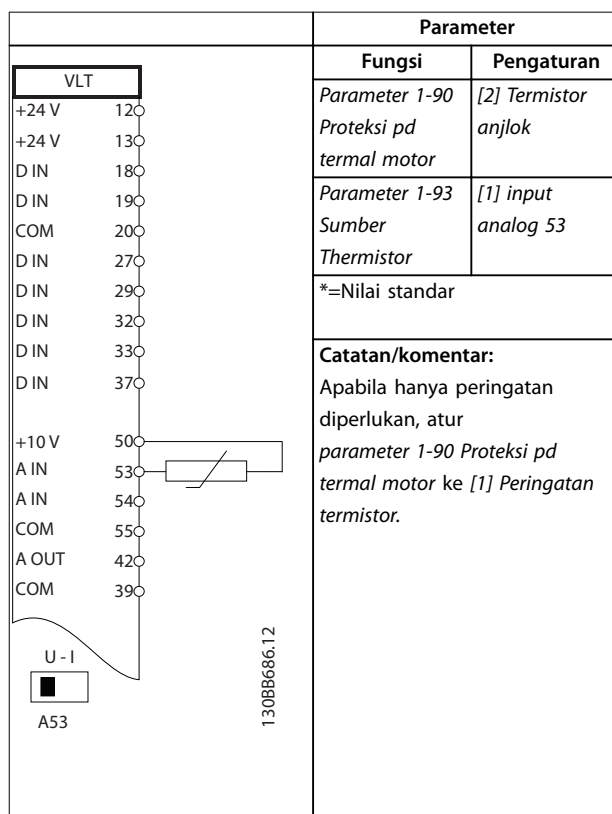 Parameter
Fungsi Pengaturan
VLT
+24 V 12
+24 V 13
D IN 18
D IN 19
COM 20
D IN 27
D IN 29
D IN 32
D IN 33
D IN 37
+10 V 50
A IN 53
A IN 54
COM 55
A OUT 42
COM 39
U - I
A53
130BB686.12
Parameter 1-90 [2] Termistor
Proteksi pd anjlok
termal motor
Parameter 1-93 [1] input
Sumber analog 53
Thermistor
*=Nilai standar
Catatan/komentar:
Apabila hanya peringatan
diperlukan, atur
parameter 1-90 Proteksi pd
termal motor ke [1] Peringatan
termistor.